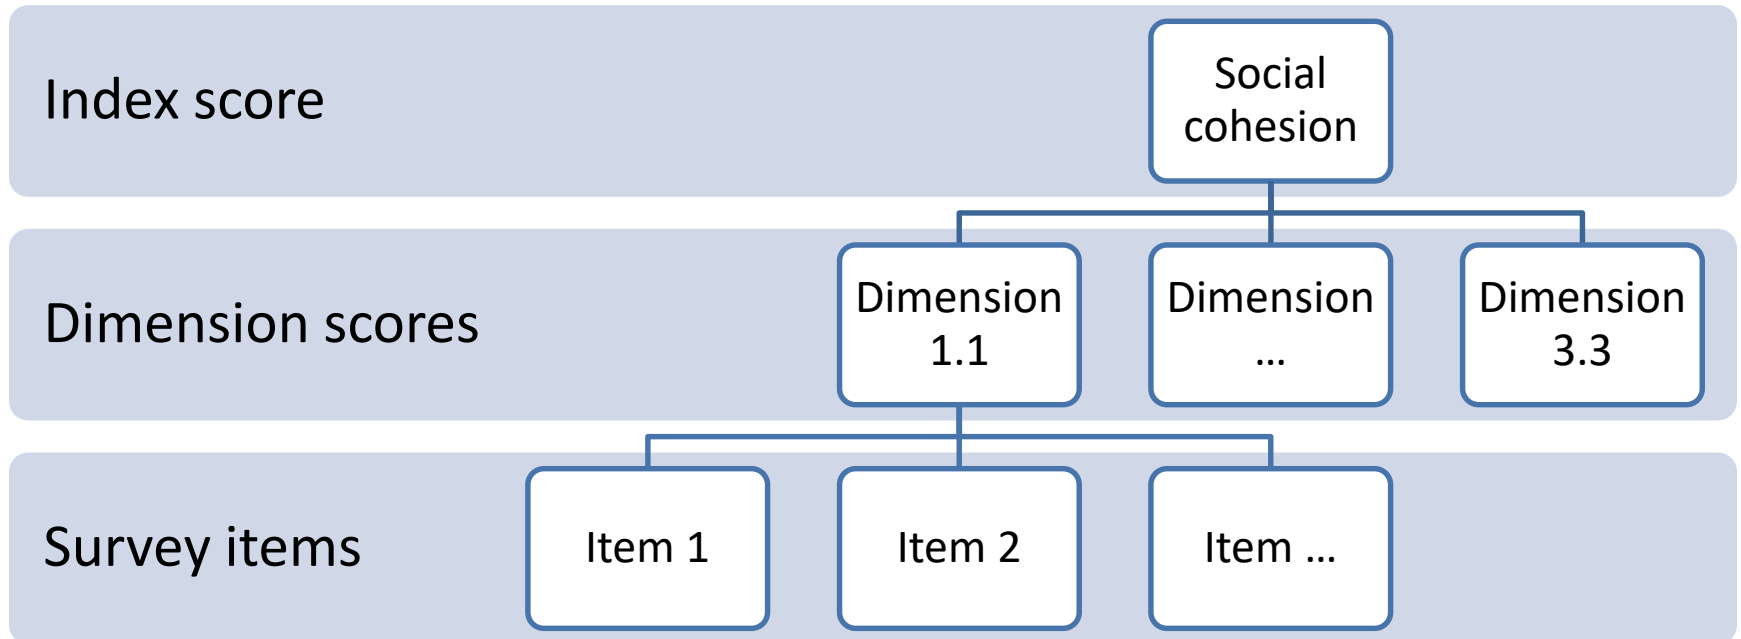 Index score
Social
cohesion
Dimension scores
Dimension
1.1
Dimension
...
Dimension
3.3
Survey items
Item 1
Item 2
Item ...